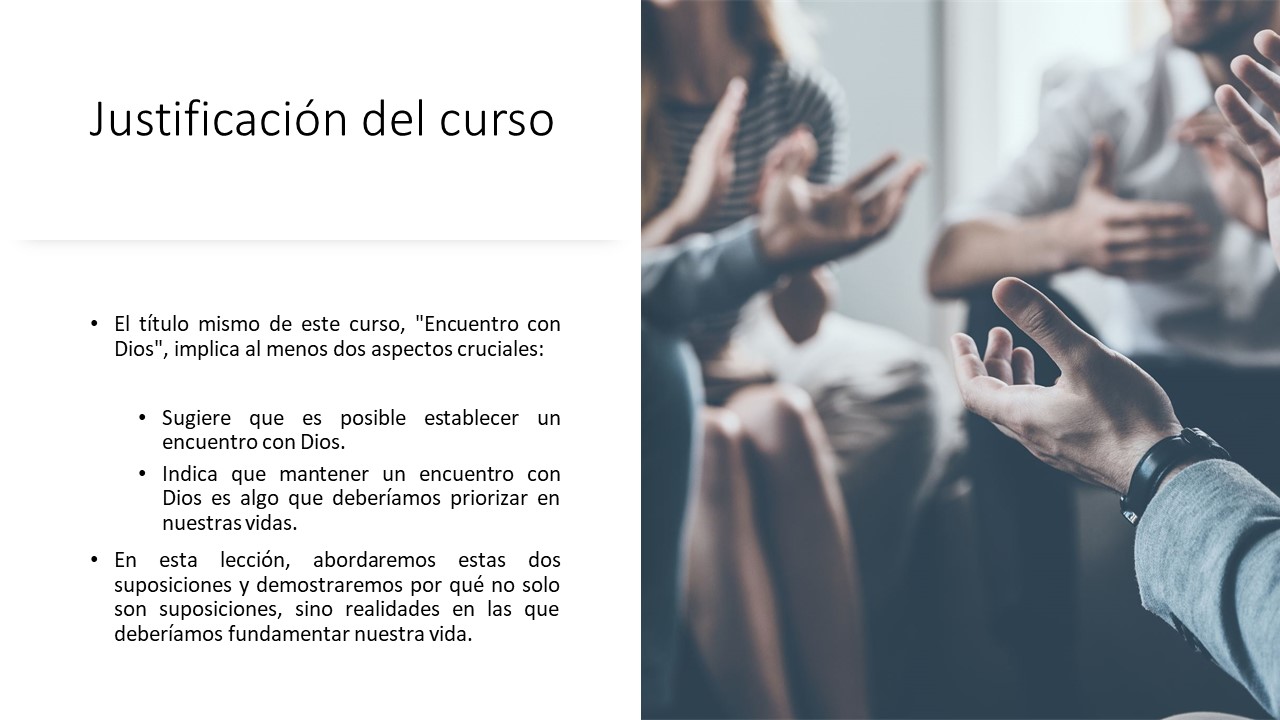 Justificación del curso
• El título mismo de este curso, "Encuentro con
Dios", implica al menos dos aspectos cruciales:
• Sugiere que es posible establecer un
encuentro con Dios.
• Indica que mantener un encuentro con
Dios es algo que deberíamos priorizar en
nuestras vidas.
• En esta lección, abordaremos estas dos
suposiciones y demostraremos por qué no solo
son suposiciones, sino realidades en las que
deberíamos fundamentar nuestra vida.